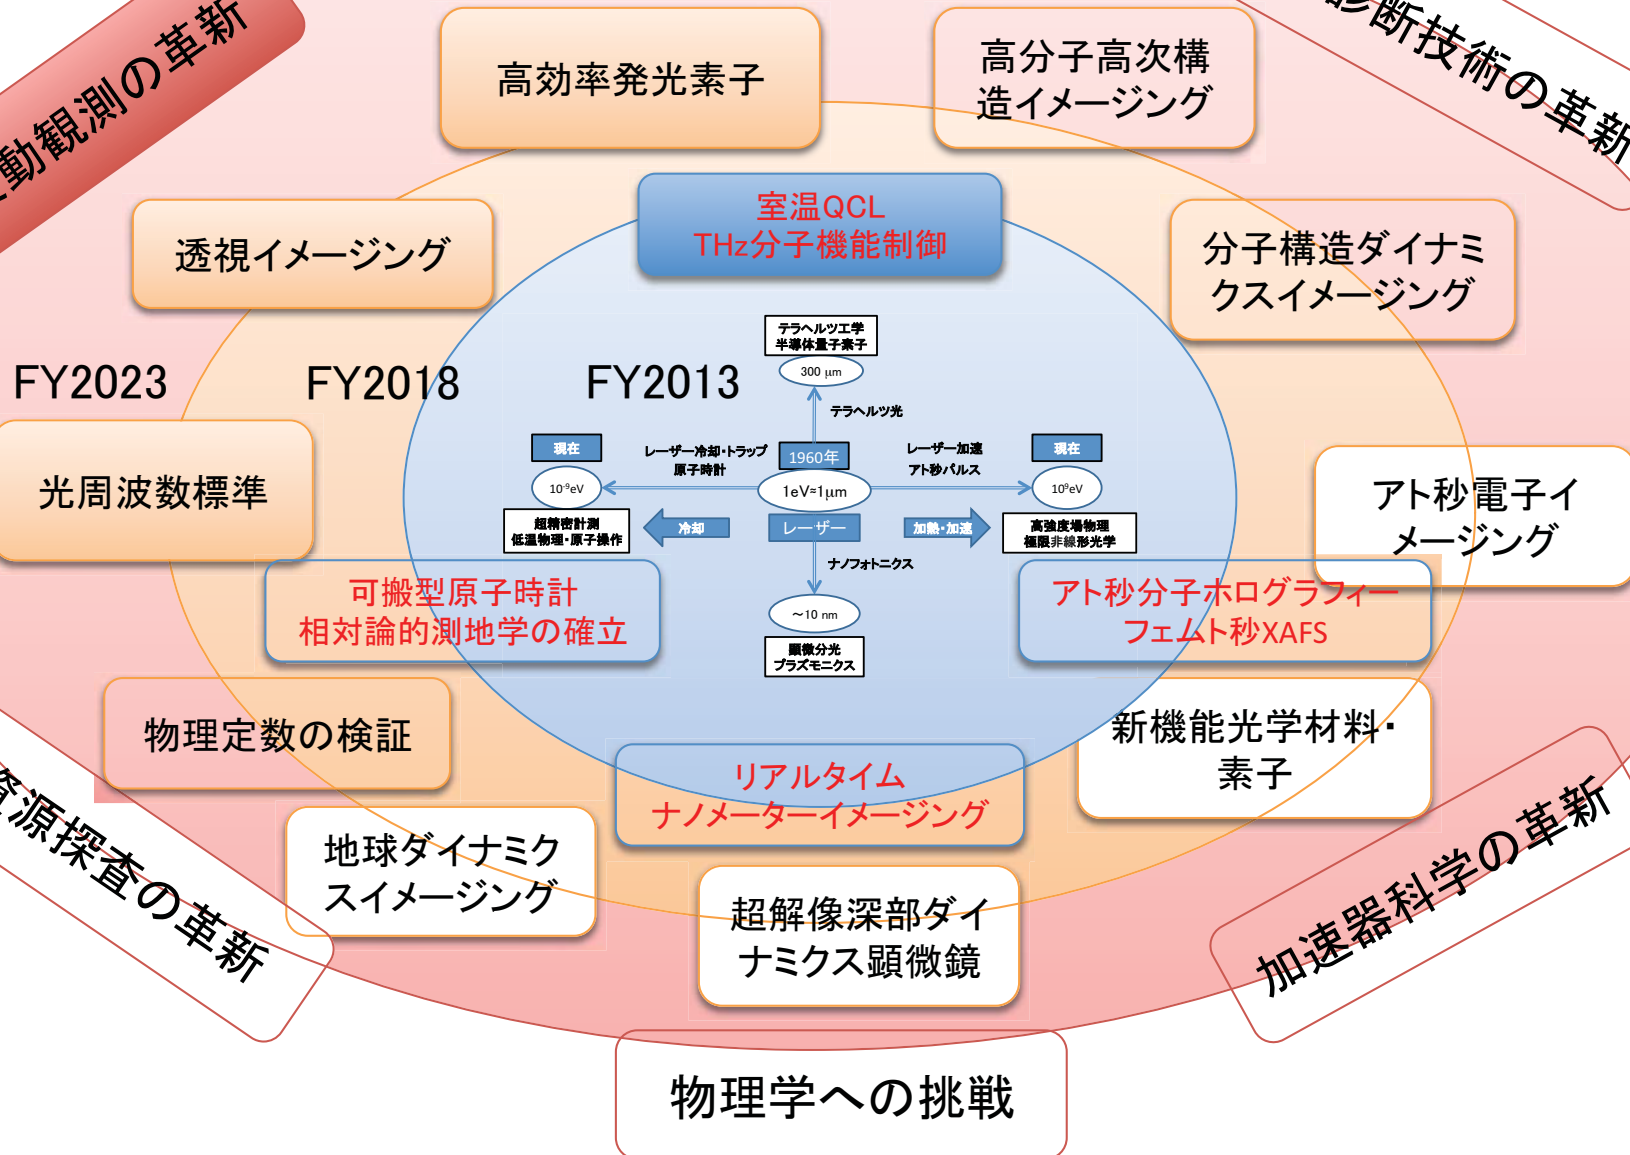 動観測の革新
高効率発光素子
高分子高次構
造イメージング
診断技術の革新
透視イメージング
室温QCL
THz分子機能制御
分子構造ダイナミ
クスイメージング
FY2023
FY2018
FY2013
テラヘルツ工学
半導体量子素子
300 μm
テラヘルツ光
現在
レーザー冷却・トラップ
原子時計
1960年
レーザー加速
アト秒パルス
現在
10⁻⁹eV
1eV≈1μm
10⁹eV
超精密計測
低温物理・原子操作
冷却
レーザー
加熱・加速
高強度場物理
極限非線形光学
ナノフォトニクス
～10 nm
顕微分光
プラズモニクス
光周波数標準
アト秒電子イ
メージング
可搬型原子時計
相対論的測地学の確立
アト秒分子ホログラフィー
フェムト秒XAFS
物理定数の検証
リアルタイム
ナノメーターイメージング
新機能光学材料・
素子
資源探査の革新
地球ダイナミク
スイメージング
超解像深部ダイ
ナミクス顕微鏡
加速器科学の革新
物理学への挑戦